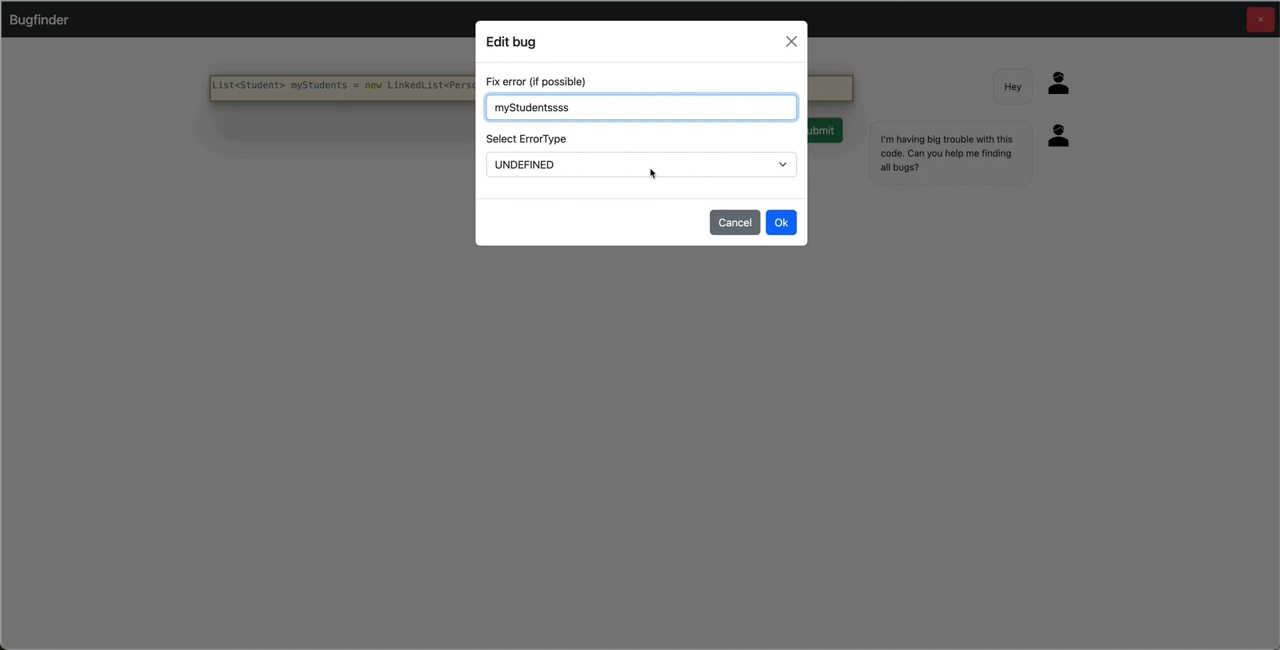 Bugfinder
Edit bug
Fix error (if possible)
List<Student> myStudents = new LinkedList<Perso
myStudentssss
Select ErrorType
UNDEFINED
Cancel
Ok
ubmit
Hey
I'm having big trouble with this
code. Can you help me finding
all bugs?